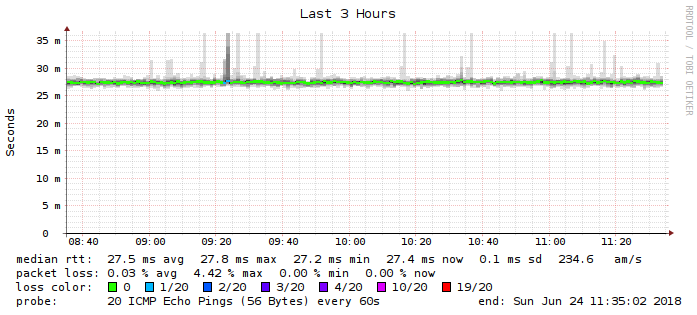 Last 3 Hours
RRDTOOL / TOBI OETIKER
Seconds
35 m
30 m
25 m
20 m
15 m
10 m
5 m
0
08:40 09:00 09:20 09:40 10:00 10:20 10:40 11:00 11:20
median rtt: 27.5 ms avg 27.8 ms max 27.2 ms min 27.4 ms now 0.1 ms sd 234.6 am/s
packet loss: 0.03 % avg 4.42 % max 0.00 % min 0.00 % now
loss color: 0 1/20 2/20 3/20 4/20 10/20 19/20
probe: 20 ICMP Echo Pings (56 Bytes) every 60s end: Sun Jun 24 11:35:02 2018